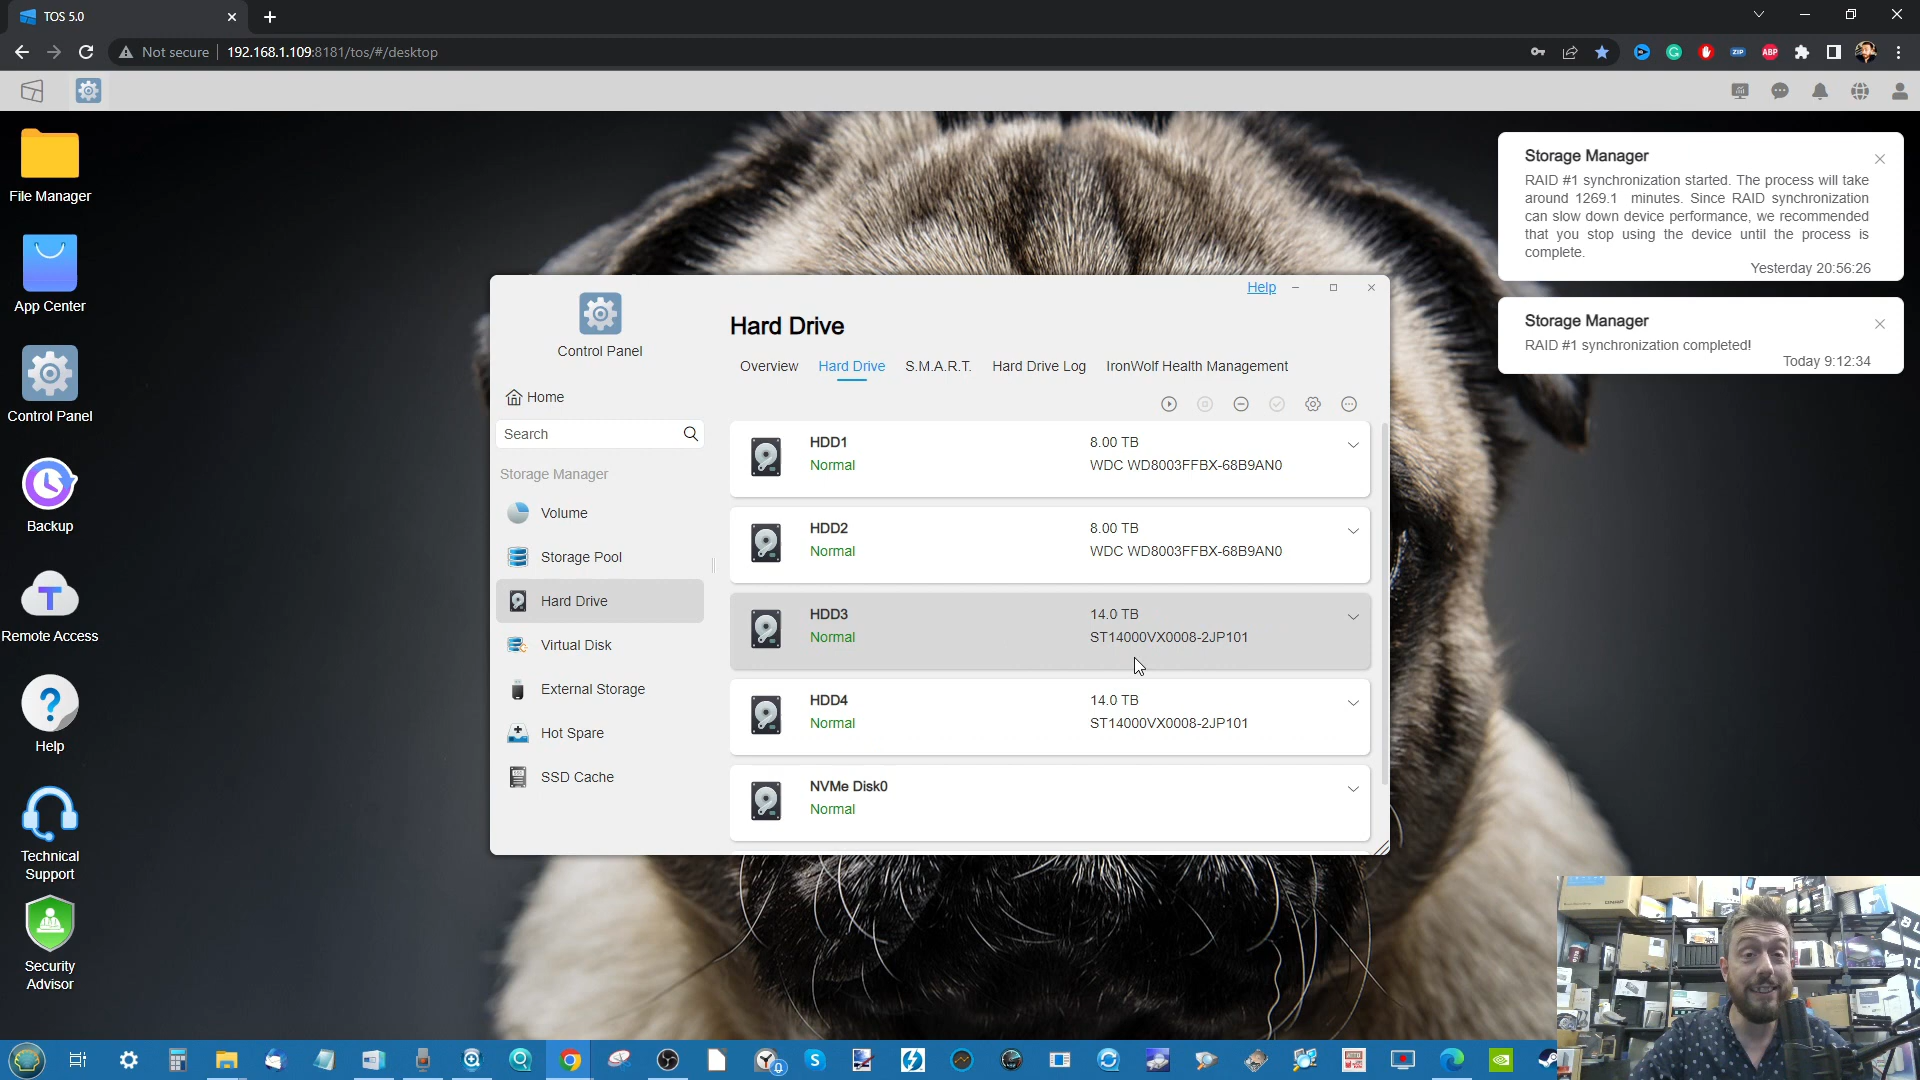 TOS 5.0
Not secure
192.168.1.109:8181/tos/#/desktop
ZIP
ABP
File Manager
App Center
Control Panel
Backup
T
Remote Access
?
Help
Technical
Support
Security
Advisor
Storage Manager
RAID #1 synchronization started. The process will take
around 1269.1 minutes. Since RAID synchronization
can slow down device performance, we recommended
that you stop using the device until the process is
complete.
Yesterday 20:56:26
Storage Manager
RAID #1 synchronization completed!
Today 9:12:34
Help
Control Panel
Home
Search
Storage Manager
Volume
Storage Pool
Hard Drive
Virtual Disk
External Storage
Hot Spare
SSD Cache
Hard Drive
Overview
Hard Drive
S.M.A.R.T.
Hard Drive Log
IronWolf Health Management
HDD1
Normal
8.00 TB
WDC WD8003FFBX-68B9AN0
HDD2
Normal
8.00 TB
WDC WD8003FFBX-68B9AN0
HDD3
Normal
14.0 TB
ST14000VX0008-2JP101
HDD4
Normal
14.0 TB
ST14000VX0008-2JP101
NVMe Disk0
Normal